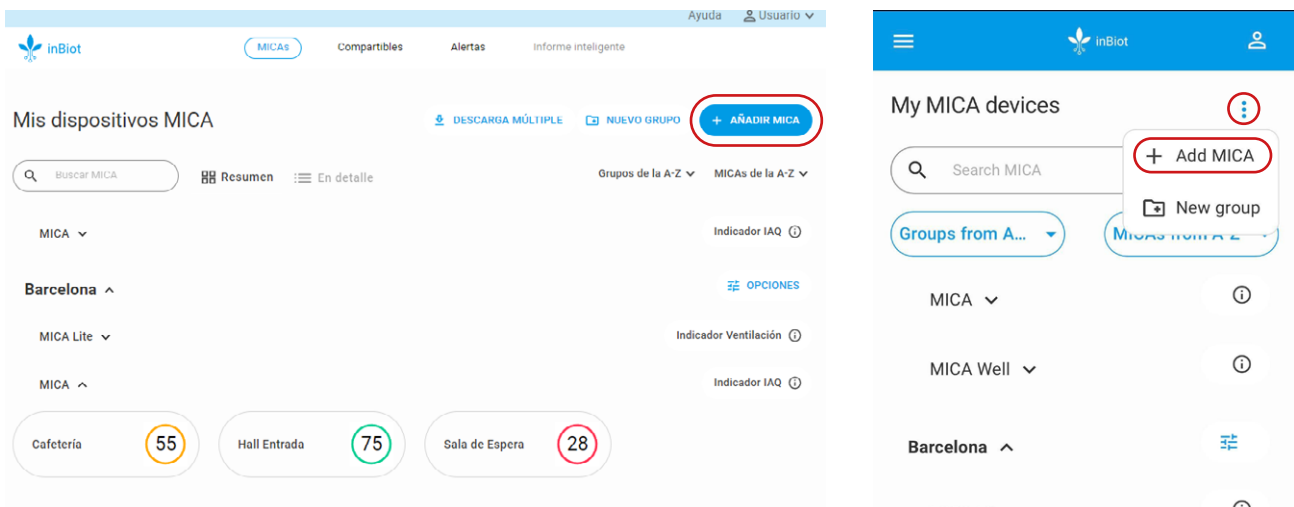 Ayuda Usuario
inBiot MICAs Compartibles Alertas Informe inteligente
Mis dispositivos MICA DESCARGA MÚLTIPLE NUEVO GRUPO + AÑADIR MICA
Buscar MICA Resumen En detalle Grupos de la A-Z MICAs de la A-Z
MICA Indicador IAQ
Barcelona OPCIONES
MICA Lite Indicador Ventilación
MICA Indicador IAQ
Cafetería 55 Hall Entrada 75 Sala de Espera 28
inBiot
My MICA devices
+ Add MICA
Search MICA
New group
Groups from A... MICAs from A-Z
MICA
MICA Well
Barcelona